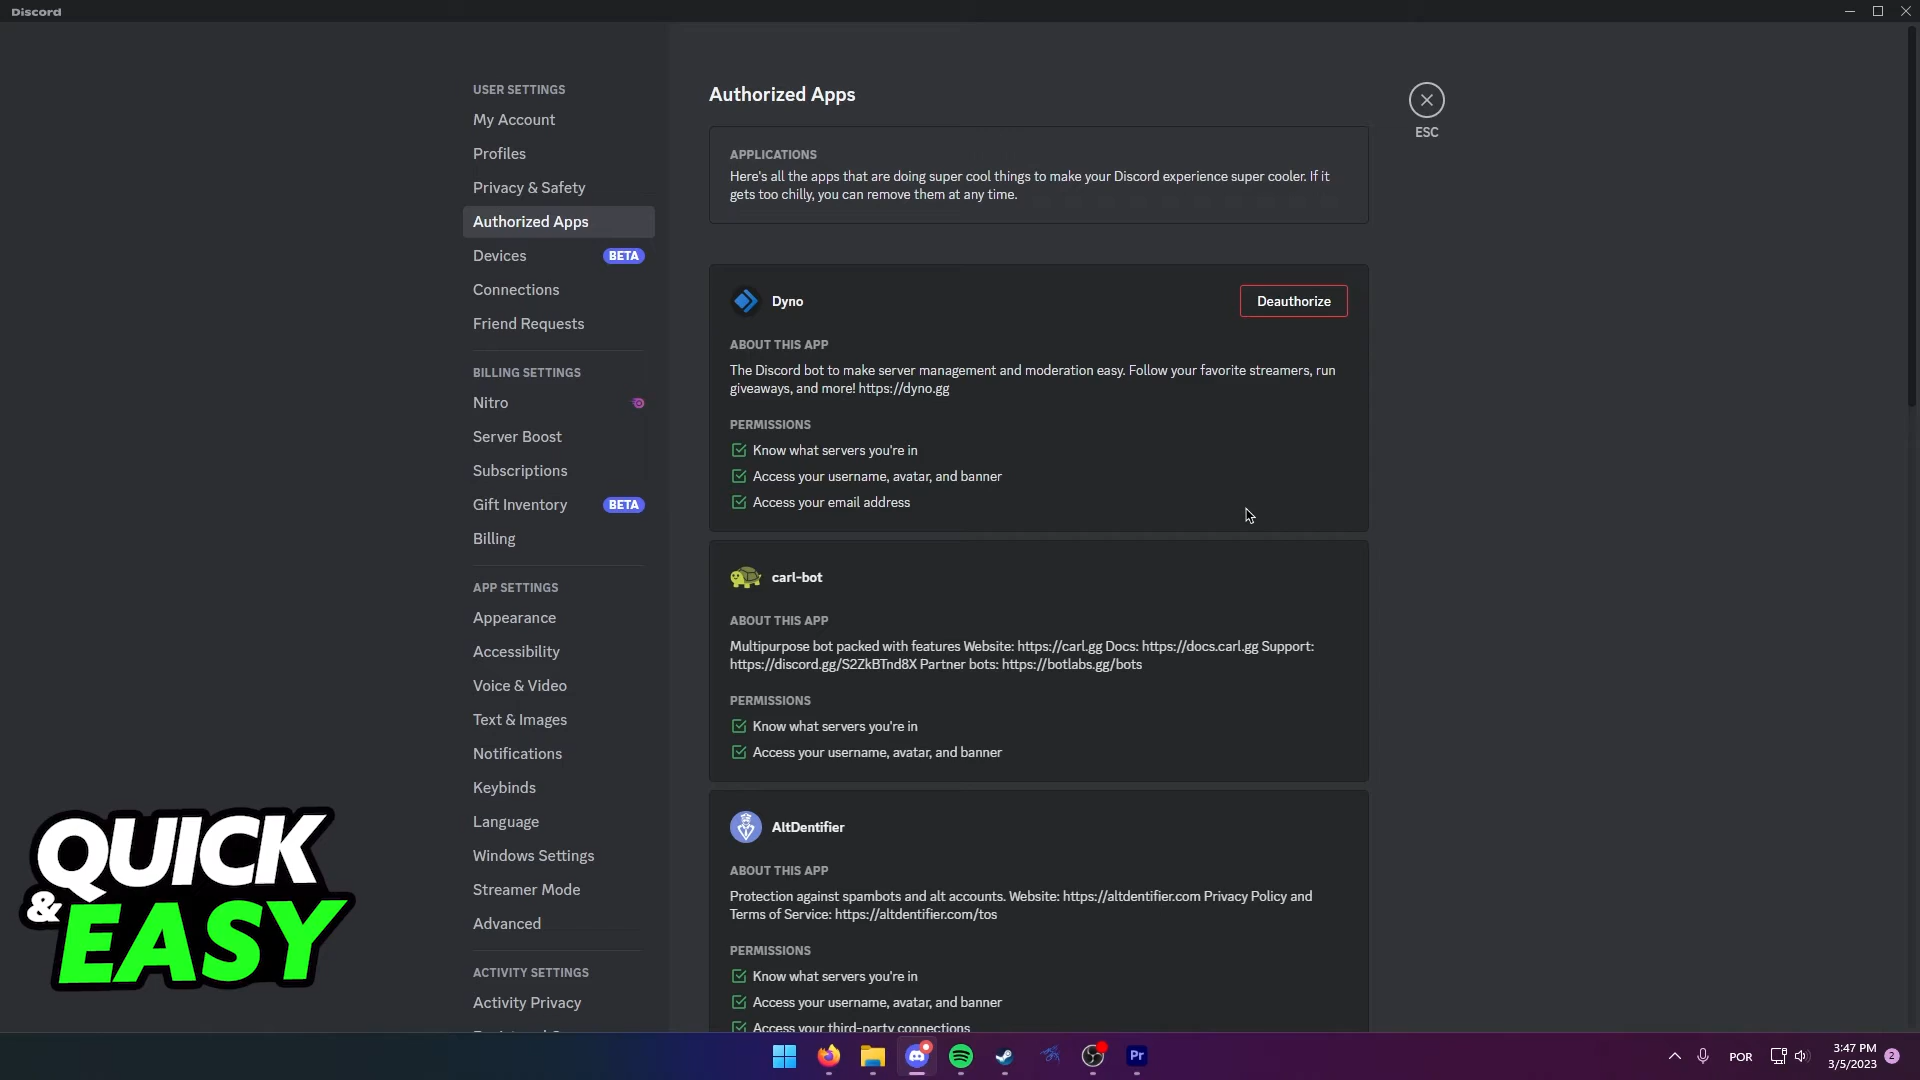 Discord
USER SETTINGS
My Account
Profiles
Privacy & Safety
Authorized Apps
Devices BETA
Connections
Friend Requests
BILLING SETTINGS
Nitro
Server Boost
Subscriptions
Gift Inventory BETA
Billing
APP SETTINGS
Appearance
Accessibility
Voice & Video
Text & Images
Notifications
Keybinds
Language
Windows Settings
Streamer Mode
Advanced
ACTIVITY SETTINGS
Activity Privacy
Authorized Apps
ESC
APPLICATIONS
Here's all the apps that are doing super cool things to make your Discord experience super cooler. If it
gets too chilly, you can remove them at any time.
Dyno
Deauthorize
ABOUT THIS APP
The Discord bot to make server management and moderation easy. Follow your favorite streamers, run
giveaways, and more! https://dyno.gg
PERMISSIONS
Know what servers you're in
Access your username, avatar, and banner
Access your email address
carl-bot
ABOUT THIS APP
Multipurpose bot packed with features Website: https://carl.gg Docs: https://docs.carl.gg Support:
https://discord.gg/S2ZkBTnd8X Partner bots: https://botlabs.gg/bots
PERMISSIONS
Know what servers you're in
Access your username, avatar, and banner
AltDentifier
ABOUT THIS APP
Protection against spambots and alt accounts. Website: https://altdentifier.com Privacy Policy and
Terms of Service: https://altdentifier.com/tos
PERMISSIONS
Know what servers you're in
Access your username, avatar, and banner
Access your third-party connections
QUICK
& EASY
Pr
POR
3:47 PM
3/5/2023
2